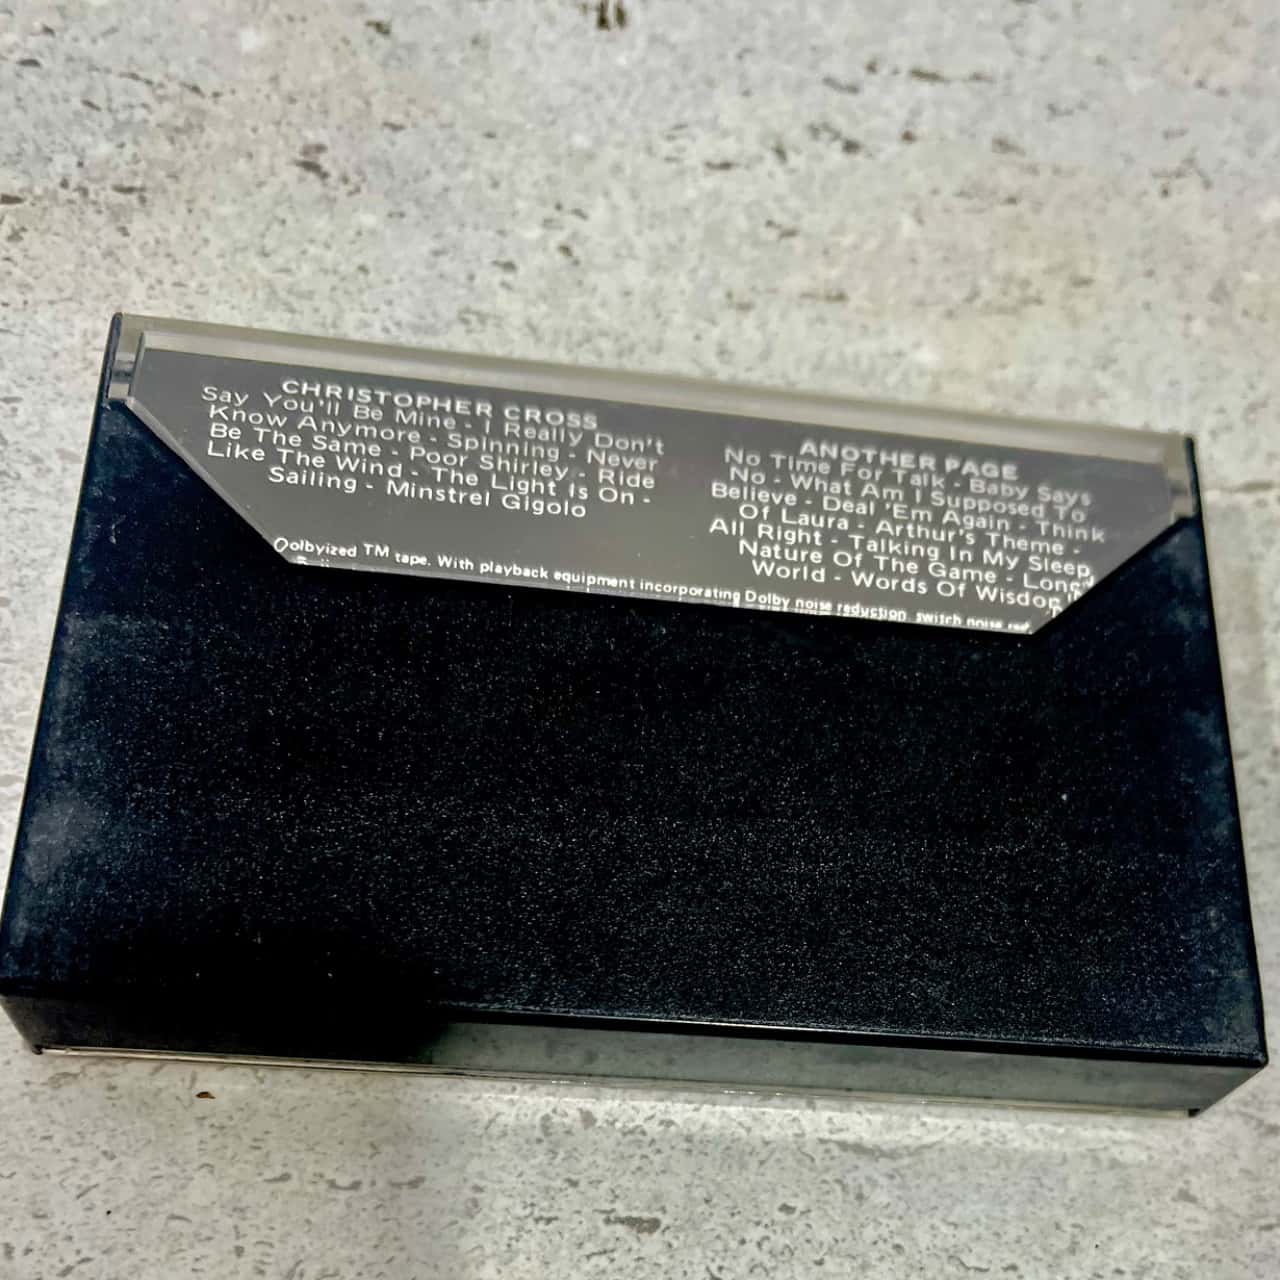 CHRISTOPHER CROSS
Say You'll Be Mine - I Really Don't
Know Anymore - Spinning - Never
Be The Same - Poor Shirley - Ride
Like The Wind - The Light Is On -
Sailing - Minstrel Gigolo
ANOTHER PAGE
No Time For Talk - Baby Says
No - What Am I Supposed To
Believe - Deal 'Em Again - Think
Of Laura - Arthur's Theme -
All Right - Talking In My Sleep
Nature Of The Game - Long
World - Words Of Wisdom
Dolbyized TM tape. With playback equipment incorporating Dolby noise reduction, switch noise red